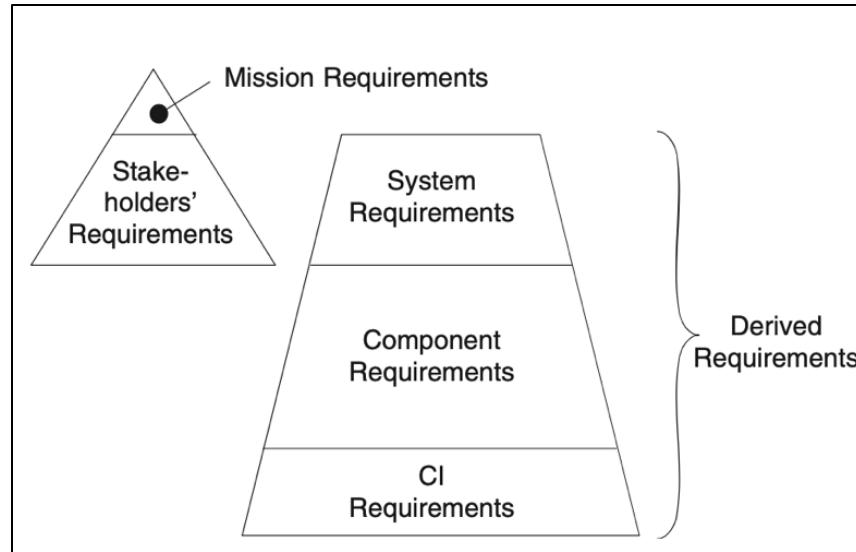 Mission Requirements
Stake-
holders'
Requirements
System
Requirements
Component
Requirements
CI
Requirements
Derived
Requirements